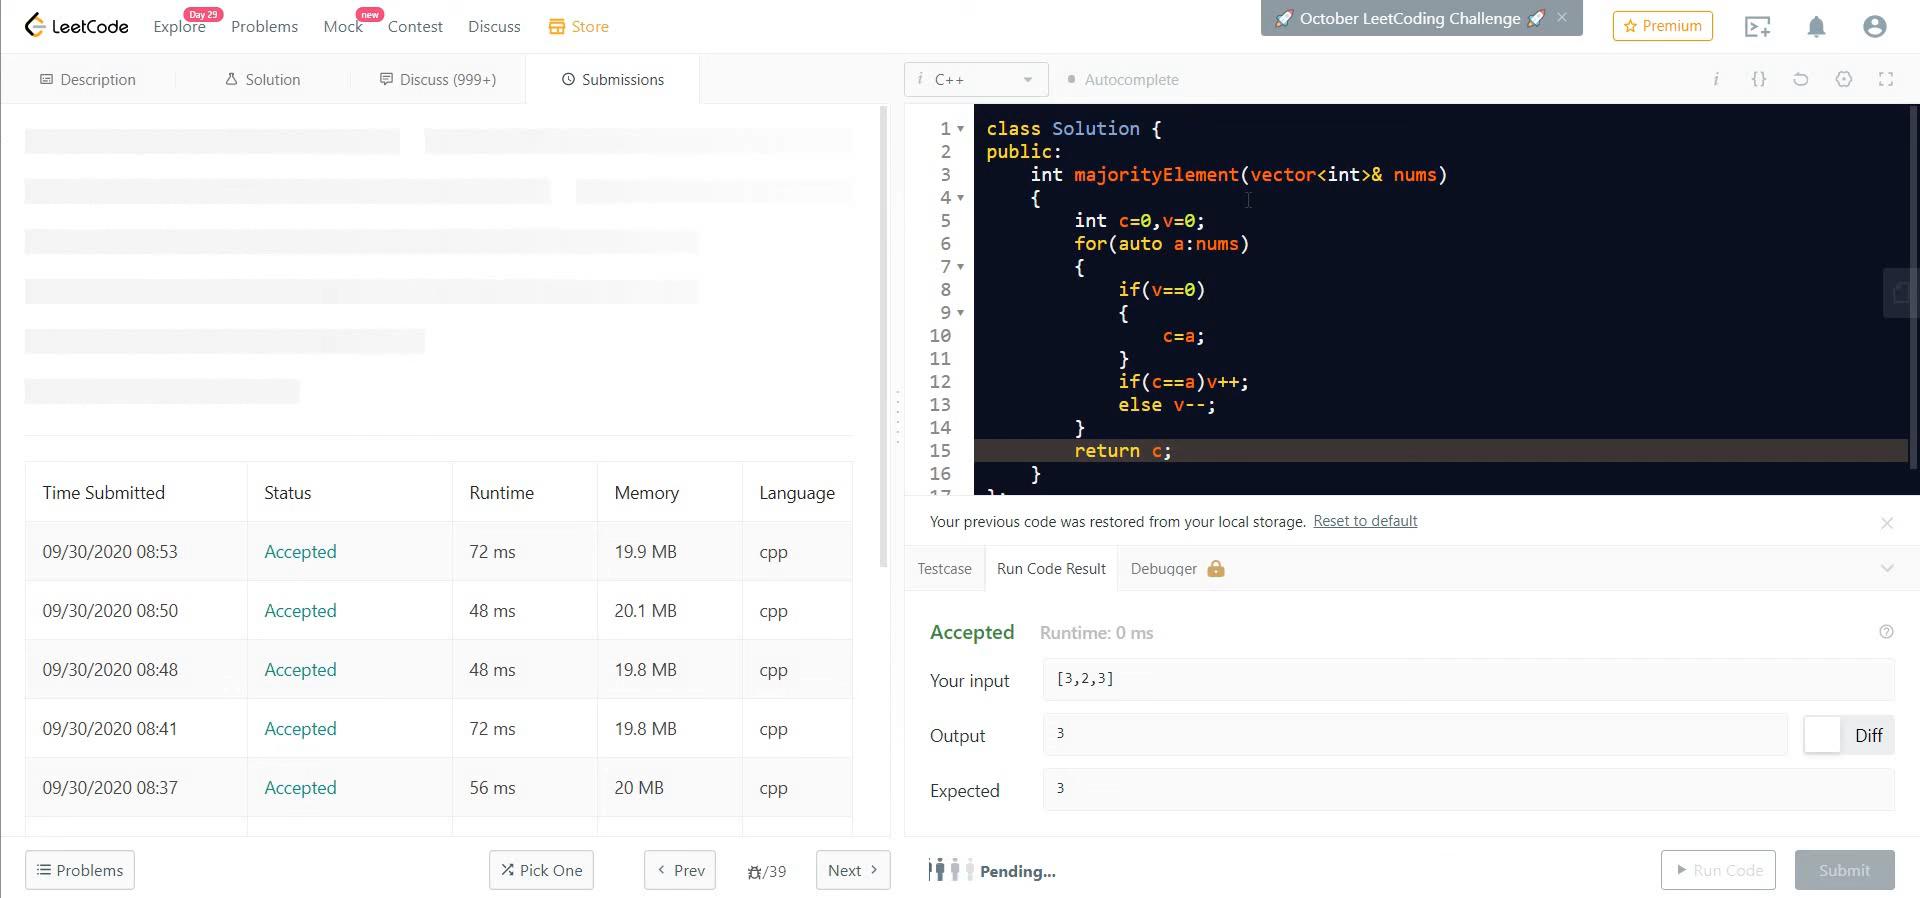 LeetCode
Explore
Day 29
Problems
Mock
new
Contest
Discuss
Store
🚀 October LeetCoding Challenge 🚀 ×
Premium
Description
Solution
Discuss (999+)
Submissions
i C++
Autocomplete
i
{}
1
2
3
4
5
6
7
8
9
10
11
12
13
14
15
16
17
class Solution {
public:
int majorityElement(vector<int>& nums)
{
int c=0,v=0;
for(auto a:nums)
{
if(v==0)
{
c=a;
}
if(c==a)v++;
else v--;
}
return c;
}
};
Your previous code was restored from your local storage. Reset to default
Testcase
Run Code Result
Debugger
Accepted
Runtime: 0 ms
Your input
[3,2,3]
Output
3
Diff
Expected
3
Time Submitted Status Runtime Memory Language
09/30/2020 08:53 Accepted 72 ms 19.9 MB cpp
09/30/2020 08:50 Accepted 48 ms 20.1 MB cpp
09/30/2020 08:48 Accepted 48 ms 19.8 MB cpp
09/30/2020 08:41 Accepted 72 ms 19.8 MB cpp
09/30/2020 08:37 Accepted 56 ms 20 MB cpp
Problems
Pick One
Prev
/39
Next
Pending...
Run Code
Submit